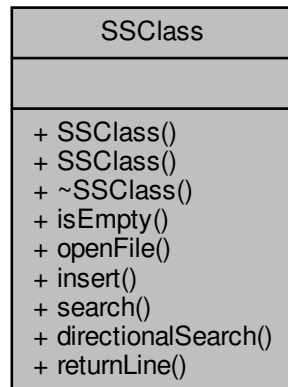 SSClass
+ SSClass()
+ SSClass()
+ ~SSClass()
+ isEmpty()
+ openFile()
+ insert()
+ search()
+ directionalSearch()
+ returnLine()